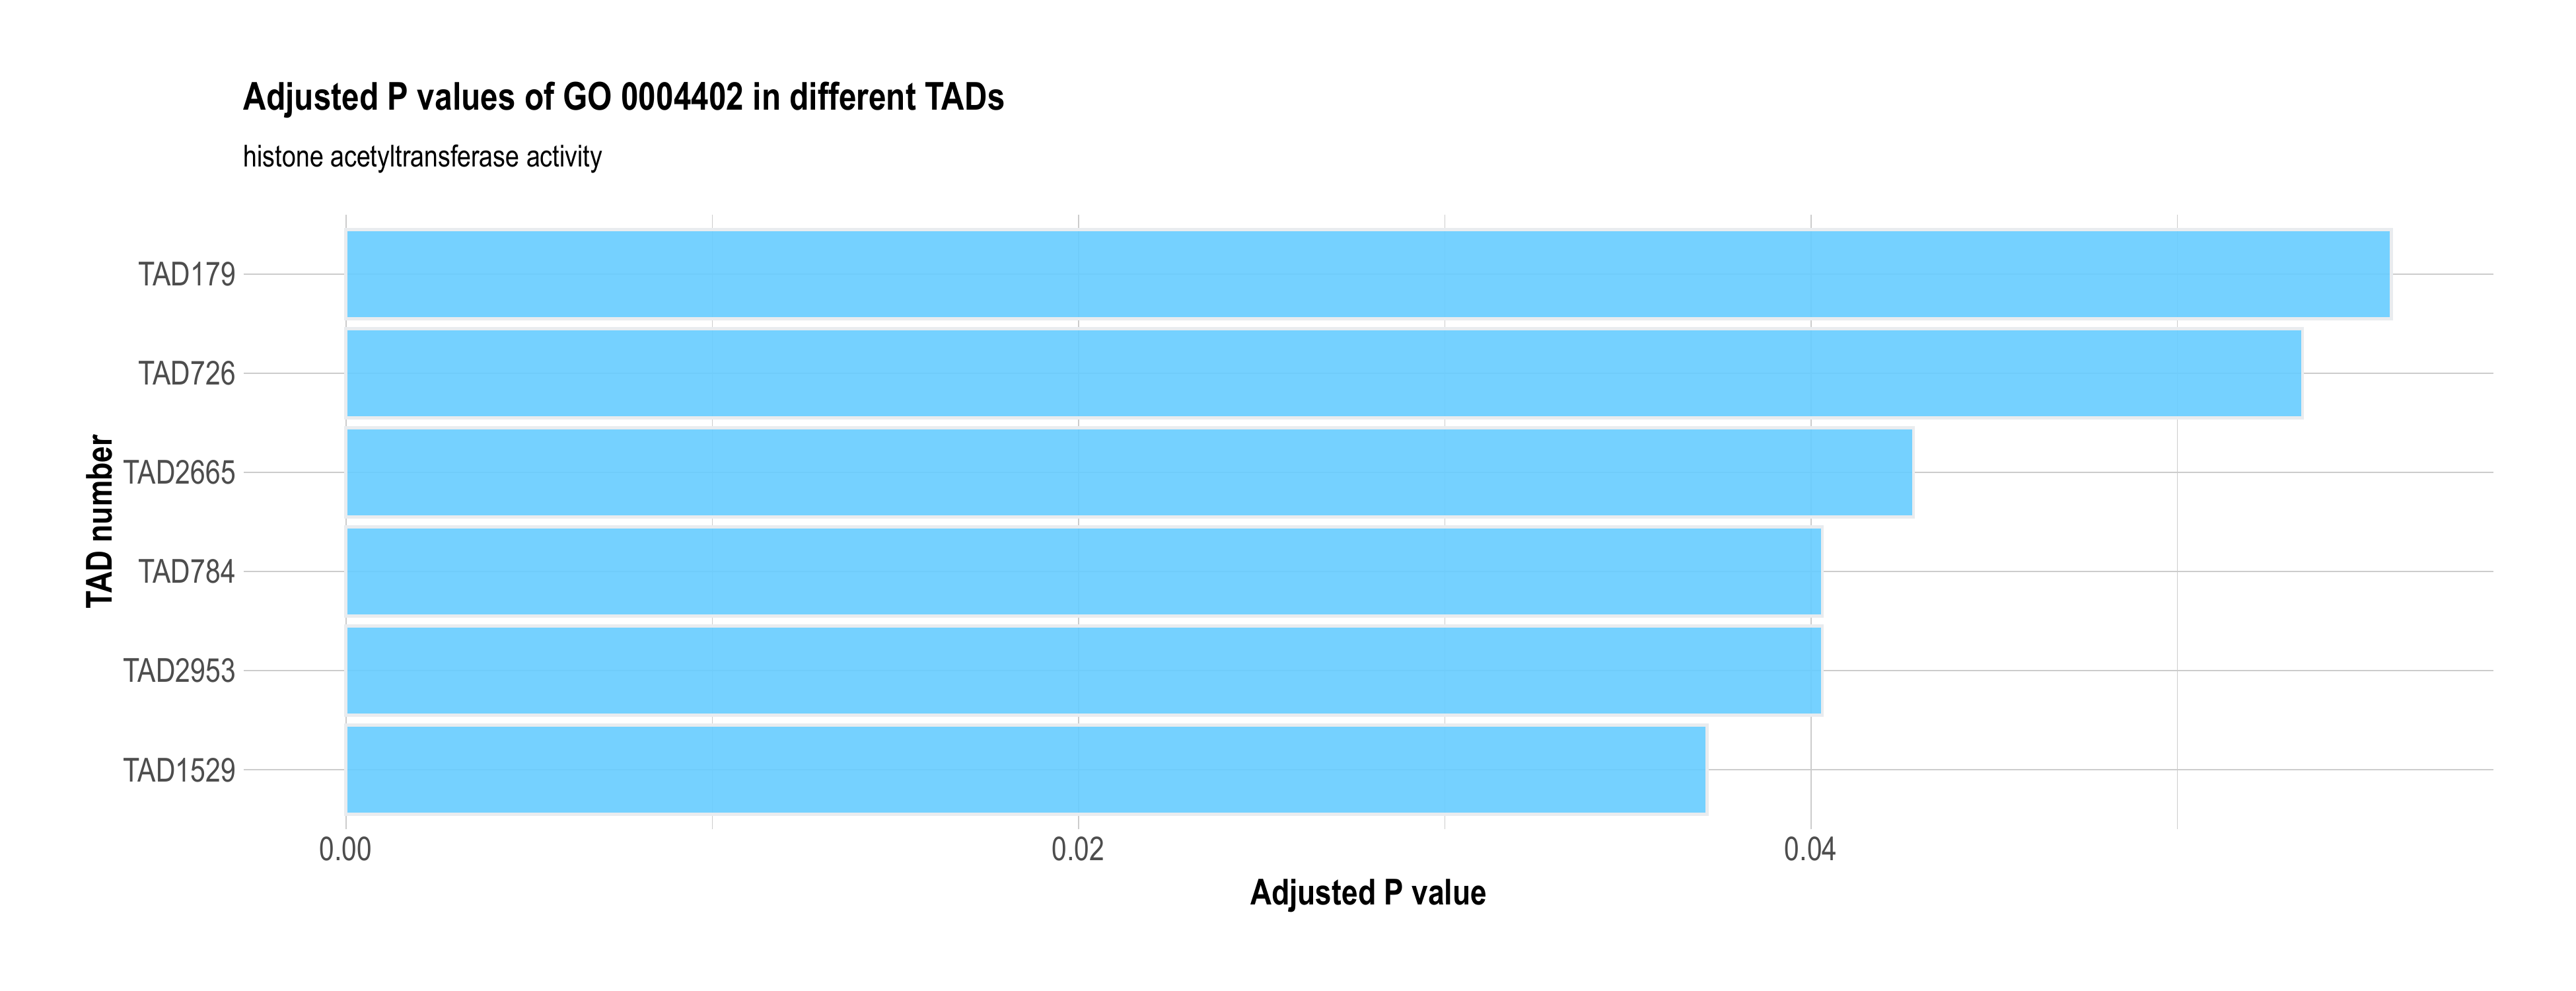 Adjusted P values of GO 0004402 in different TADs
histone acetyltransferase activity
TAD number
TAD179
TAD726
TAD2665
TAD784
TAD2953
TAD1529
0.00
0.02
0.04
Adjusted P value